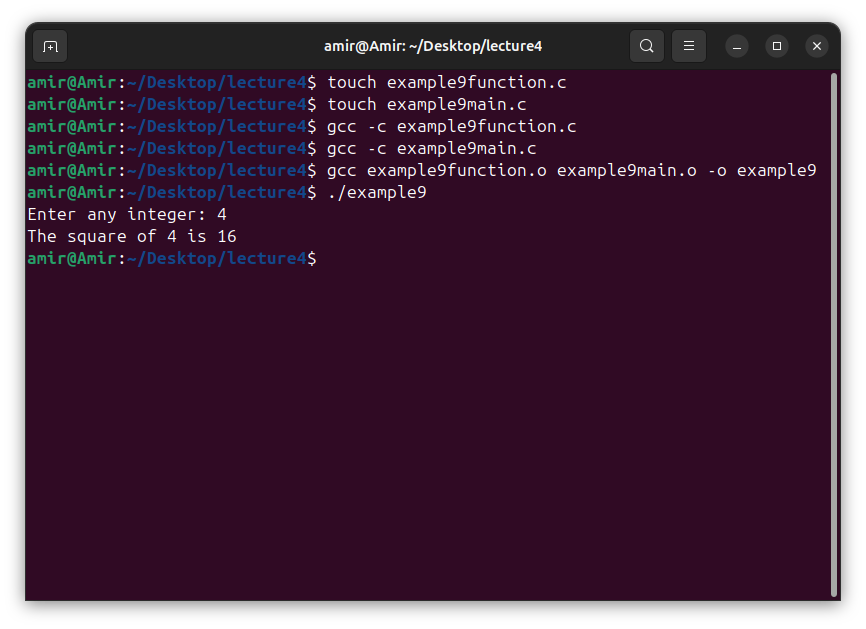 amir@Amir: ~/Desktop/lecture4
amir@Amir:~/Desktop/lecture4$ touch example9function.c
amir@Amir:~/Desktop/lecture4$ touch example9main.c
amir@Amir:~/Desktop/lecture4$ gcc -c example9function.c
amir@Amir:~/Desktop/lecture4$ gcc -c example9main.c
amir@Amir:~/Desktop/lecture4$ gcc example9function.o example9main.o -o example9
amir@Amir:~/Desktop/lecture4$ ./example9
Enter any integer: 4
The square of 4 is 16
amir@Amir:~/Desktop/lecture4$